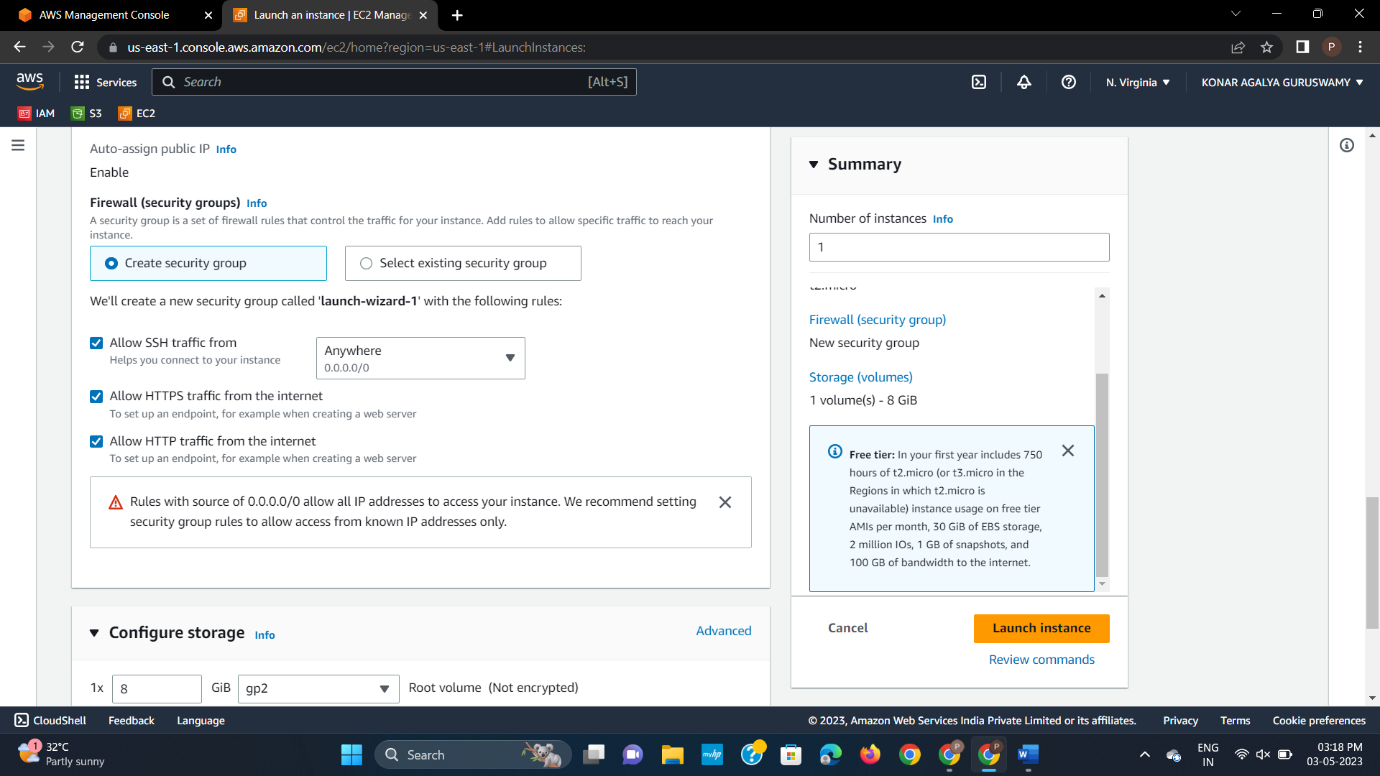 AWS Management Console
Launch an instance | EC2 Manage
us-east-1.console.aws.amazon.com/ec2/home?region=us-east-1#LaunchInstances:
P
aws
Services
Search
[Alt+S]
N. Virginia
KONAR AGALYA GURUSWAMY
IAM
S3
EC2
Auto-assign public IP Info
Enable
Firewall (security groups) Info
A security group is a set of firewall rules that control the traffic for your instance. Add rules to allow specific traffic to reach your
instance.
Create security group
Select existing security group
We'll create a new security group called 'launch-wizard-1' with the following rules:
Allow SSH traffic from
Helps you connect to your instance
Anywhere
0.0.0.0/0
Allow HTTPS traffic from the internet
To set up an endpoint, for example when creating a web server
Allow HTTP traffic from the internet
To set up an endpoint, for example when creating a web server
Rules with source of 0.0.0.0/0 allow all IP addresses to access your instance. We recommend setting
security group rules to allow access from known IP addresses only.
Configure storage Info
Advanced
1x 8 GiB gp2 Root volume (Not encrypted)
Summary
Number of instances Info
1
t2.micro
Firewall (security group)
New security group
Storage (volumes)
1 volume(s) - 8 GiB
Free tier: In your first year includes 750
hours of t2.micro (or t3.micro in the
Regions in which t2.micro is
unavailable) instance usage on free tier
AMIs per month, 30 GiB of EBS storage,
2 million IOs, 1 GB of snapshots, and
100 GB of bandwidth to the internet.
Cancel
Launch instance
Review commands
CloudShell
Feedback
Language
© 2023, Amazon Web Services India Private Limited or its affiliates.
Privacy
Terms
Cookie preferences
1
32°C
Partly sunny
Search
myhp
P
P
W
ENG
IN
03:18 PM
03-05-2023